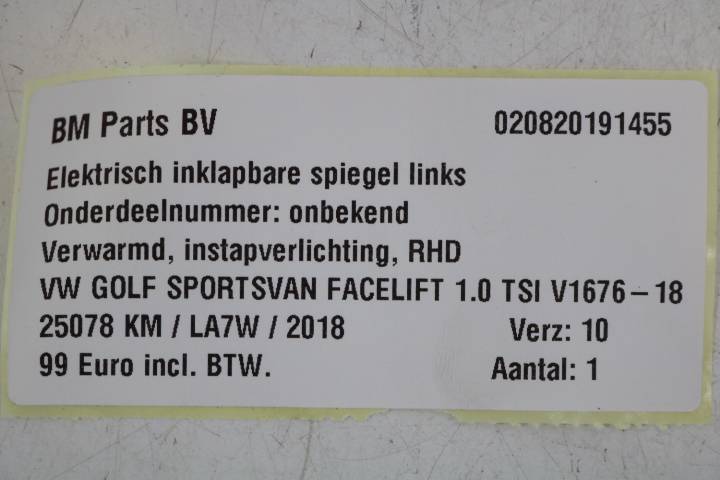 BM Parts BV 020820191455
Elektrisch inklapbare spiegel links
Onderdeelnummer: onbekend
Verwarmd, instapverlichting, RHD
VW GOLF SPORTSVAN FACELIFT 1.0 TSI V1676-18
25078 KM / LA7W / 2018 Verz: 10
99 Euro incl. BTW. Aantal: 1